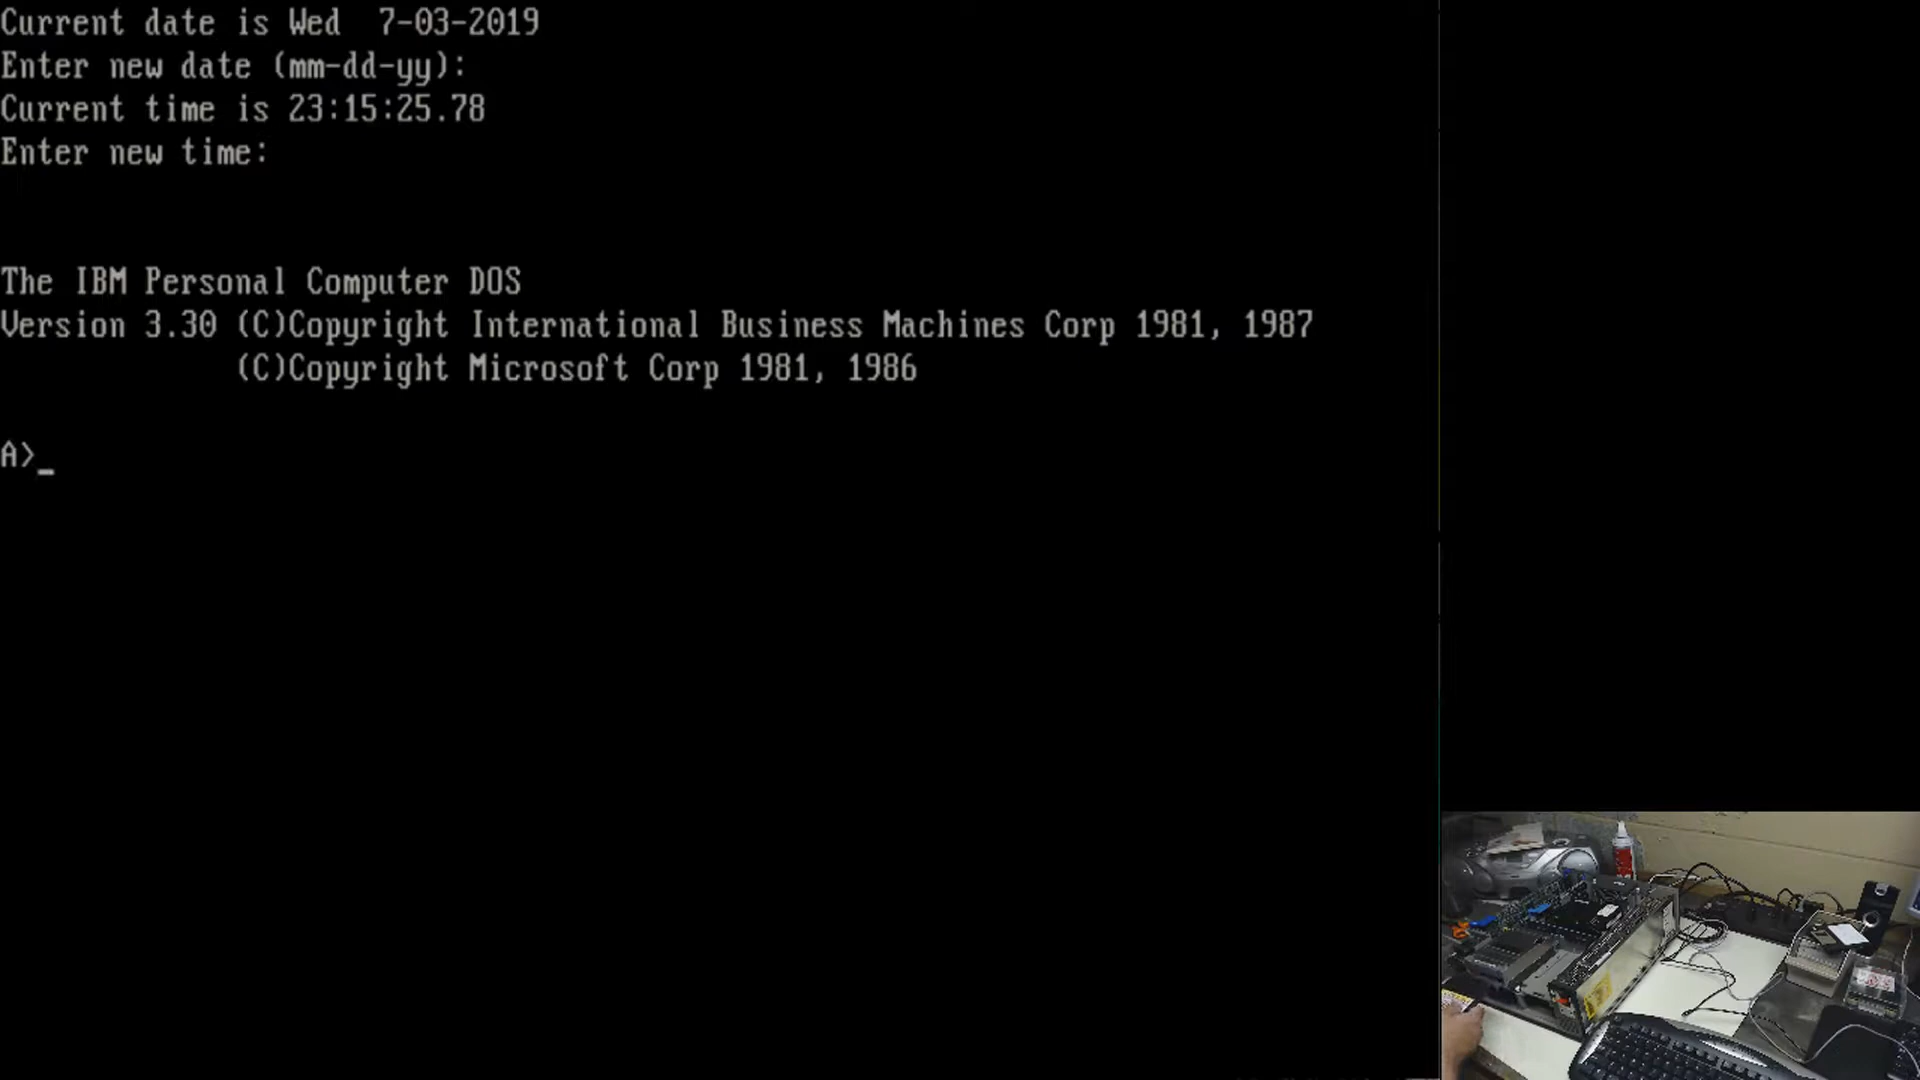 Current date is Wed  7-03-2019
Enter new date (mm-dd-yy):
Current time is 23:15:25.78
Enter new time:
The IBM Personal Computer DOS
Version 3.30 (C)Copyright International Business Machines Corp 1981, 1987
(C)Copyright Microsoft Corp 1981, 1986
A>_